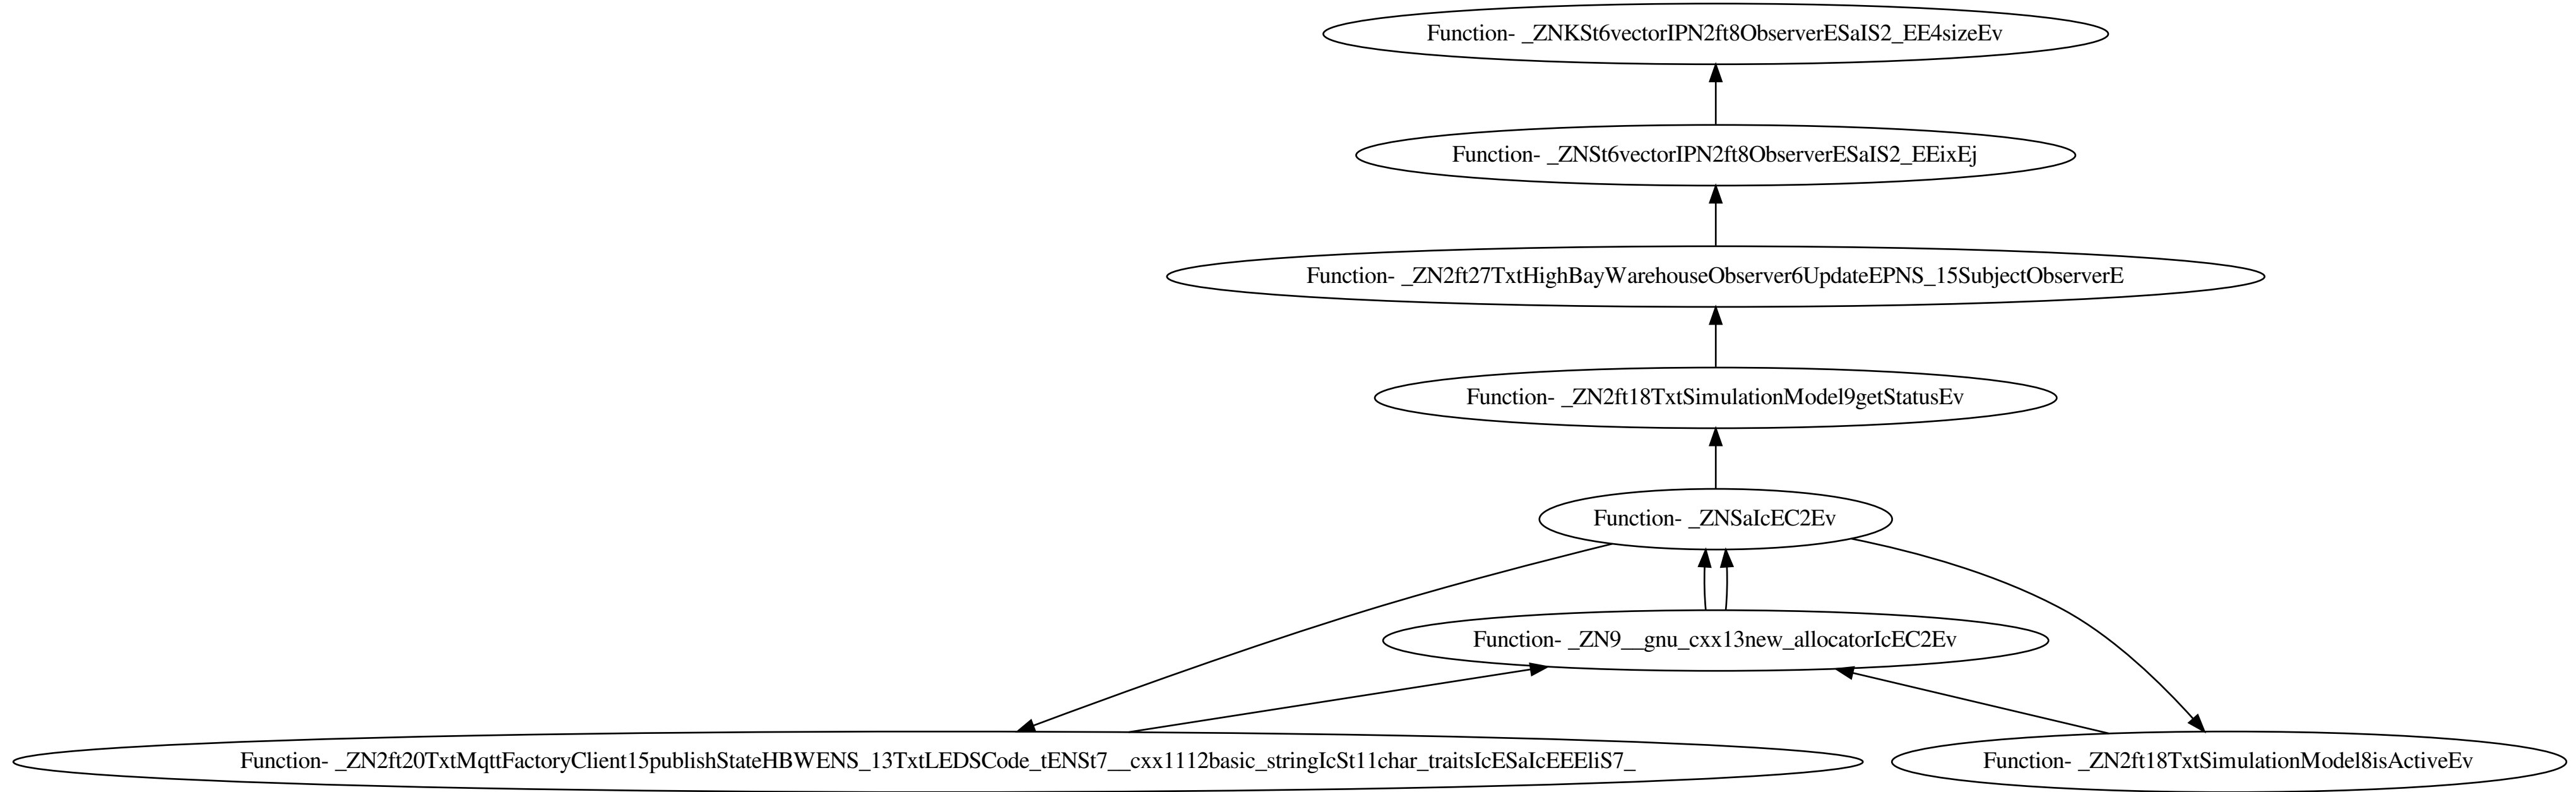 Function- _ZNKSt6vectorIPN2ft8ObserverESaIS2_EE4sizeEv
Function- _ZNSt6vectorIPN2ft8ObserverESaIS2_EEixEj
Function- _ZN2ft27TxtHighBayWarehouseObserver6UpdateEPNS_15SubjectObserverE
Function- _ZN2ft18TxtSimulationModel9getStatusEv
Function- _ZNSaIcEC2Ev
Function- _ZN9__gnu_cxx13new_allocatorIcEC2Ev
Function- _ZN2ft20TxtMqttFactoryClient15publishStateHBWENS_13TxtLEDSCode_tENSt7__cxx1112basic_stringIcSt11char_traitsIcESaIcEEEliS7_
Function- _ZN2ft18TxtSimulationModel8isActiveEv